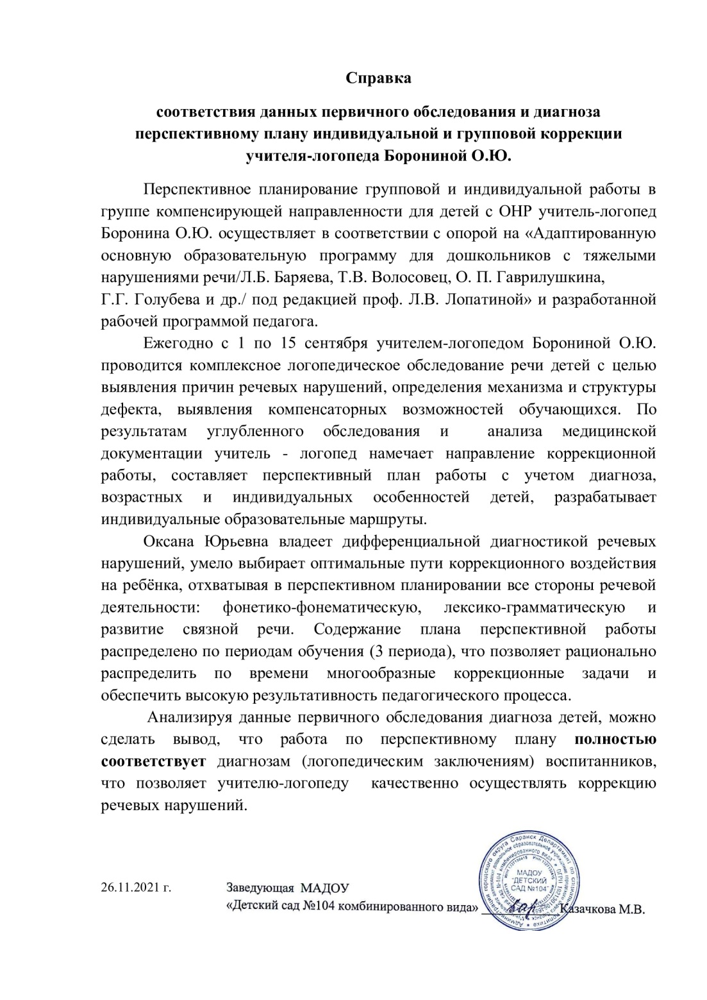 Справка
соответствия данных первичного обследования и диагноза
перспективному плану индивидуальной и групповой коррекции
учителя-логопеда Борониной О.Ю.
Перспективное планирование групповой и индивидуальной работы в
группе компенсирующей направленности для детей с ОНР учитель-логопед
Боронина О.Ю. осуществляет в соответствии с опорой на «Адаптированную
основную образовательную программу для дошкольников с тяжелыми
нарушениями речи/Л.Б. Баряева, Т.В. Волосовец, О. П. Гаврилушкина,
Г.Г. Голубева и др./ под редакцией проф. Л.В. Лопатиной» и разработанной
рабочей программой педагога.
Ежегодно с 1 по 15 сентября учителем-логопедом Борониной О.Ю.
проводится комплексное логопедическое обследование речи детей с целью
выявления причин речевых нарушений, определения механизма и структуры
дефекта, выявления компенсаторных возможностей обучающихся. По
результатам углубленного обследования и анализа медицинской
документации учитель - логопед намечает направление коррекционной
работы, составляет перспективный план работы с учетом диагноза,
возрастных и индивидуальных особенностей детей, разрабатывает
индивидуальные образовательные маршруты.
Оксана Юрьевна владеет дифференциальной диагностикой речевых
нарушений, умело выбирает оптимальные пути коррекционного воздействия
на ребёнка, отхватывая в перспективном планировании все стороны речевой
деятельности: фонетико-фонематическую, лексико-грамматическую и
развитие связной речи. Содержание плана перспективной работы
распределено по периодам обучения (3 периода), что позволяет рационально
распределить по времени многообразные коррекционные задачи и
обеспечить высокую результативность педагогического процесса.
Анализируя данные первичного обследования диагноза детей, можно
сделать вывод, что работа по перспективному плану полностью
соответствует диагнозам (логопедическим заключениям) воспитанников,
что позволяет учителю-логопеду качественно осуществлять коррекцию
речевых нарушений.
26.11.2021 г. Заведующая МАДОУ
«Детский сад №104 комбинированного вида» Казачкова М.В.
МАДОУ
"ДЕТСКИЙ
САД №104"